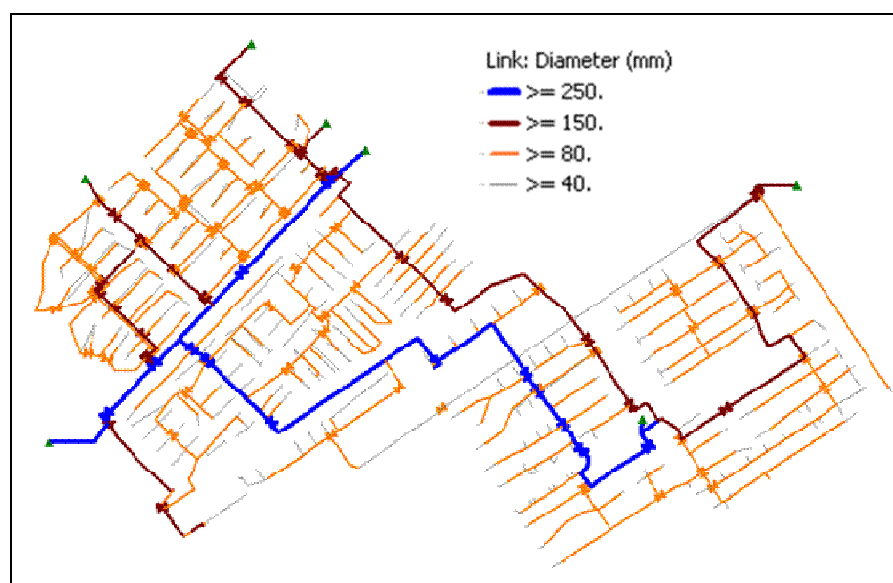 Link: Diameter (mm)
>= 250.
>= 150.
>= 80.
>= 40.